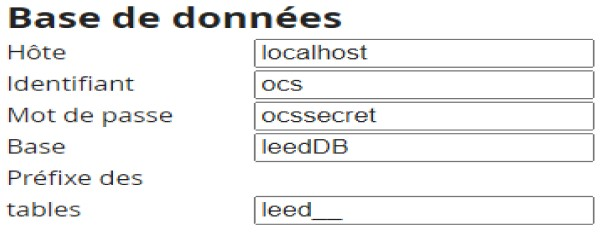 Base de données
Hôte localhost
Identifiant ocs
Mot de passe ocssecret
Base leedDB
Préfixe des
tables leed__